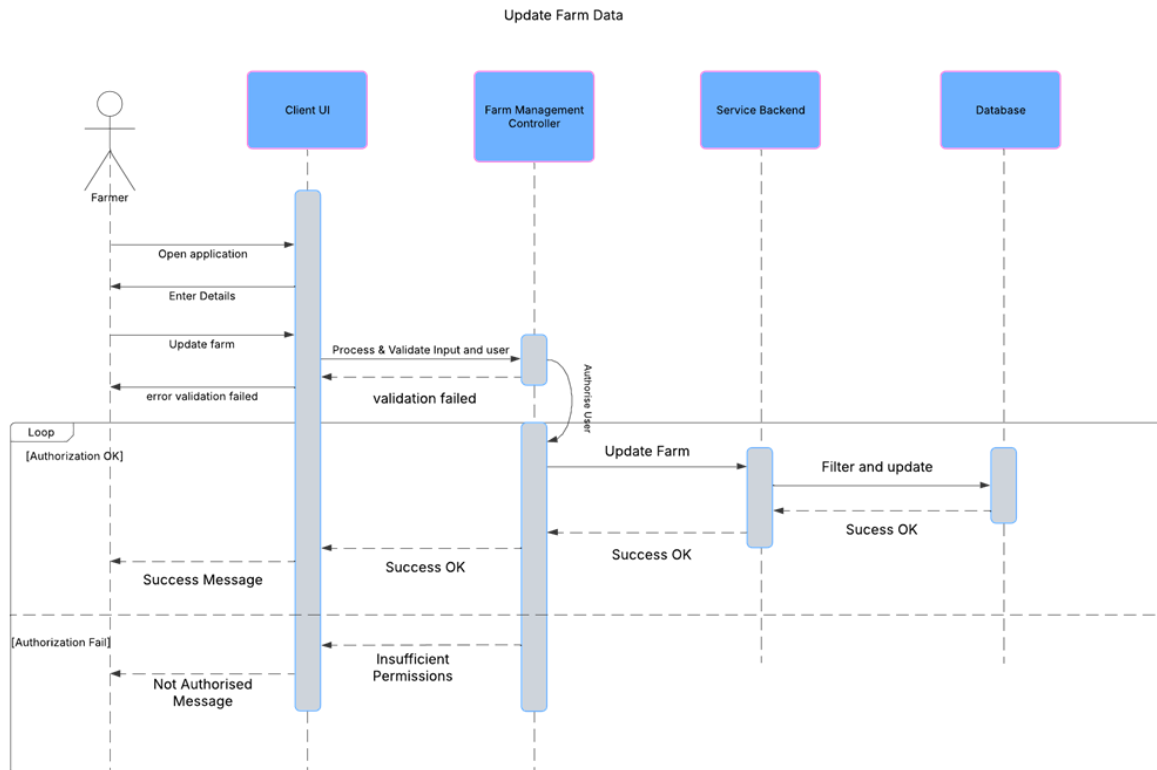 Update Farm Data
Client UI
Farm Management
Controller
Service Backend
Database
Farmer
Open application
Enter Details
Update farm
Process & Validate Input and user
error validation failed
validation failed
Authorise User
Loop
[Authorization OK]
Update Farm
Filter and update
Sucess OK
Success OK
Success OK
Success Message
[Authorization Fail]
Insufficient
Permissions
Not Authorised
Message